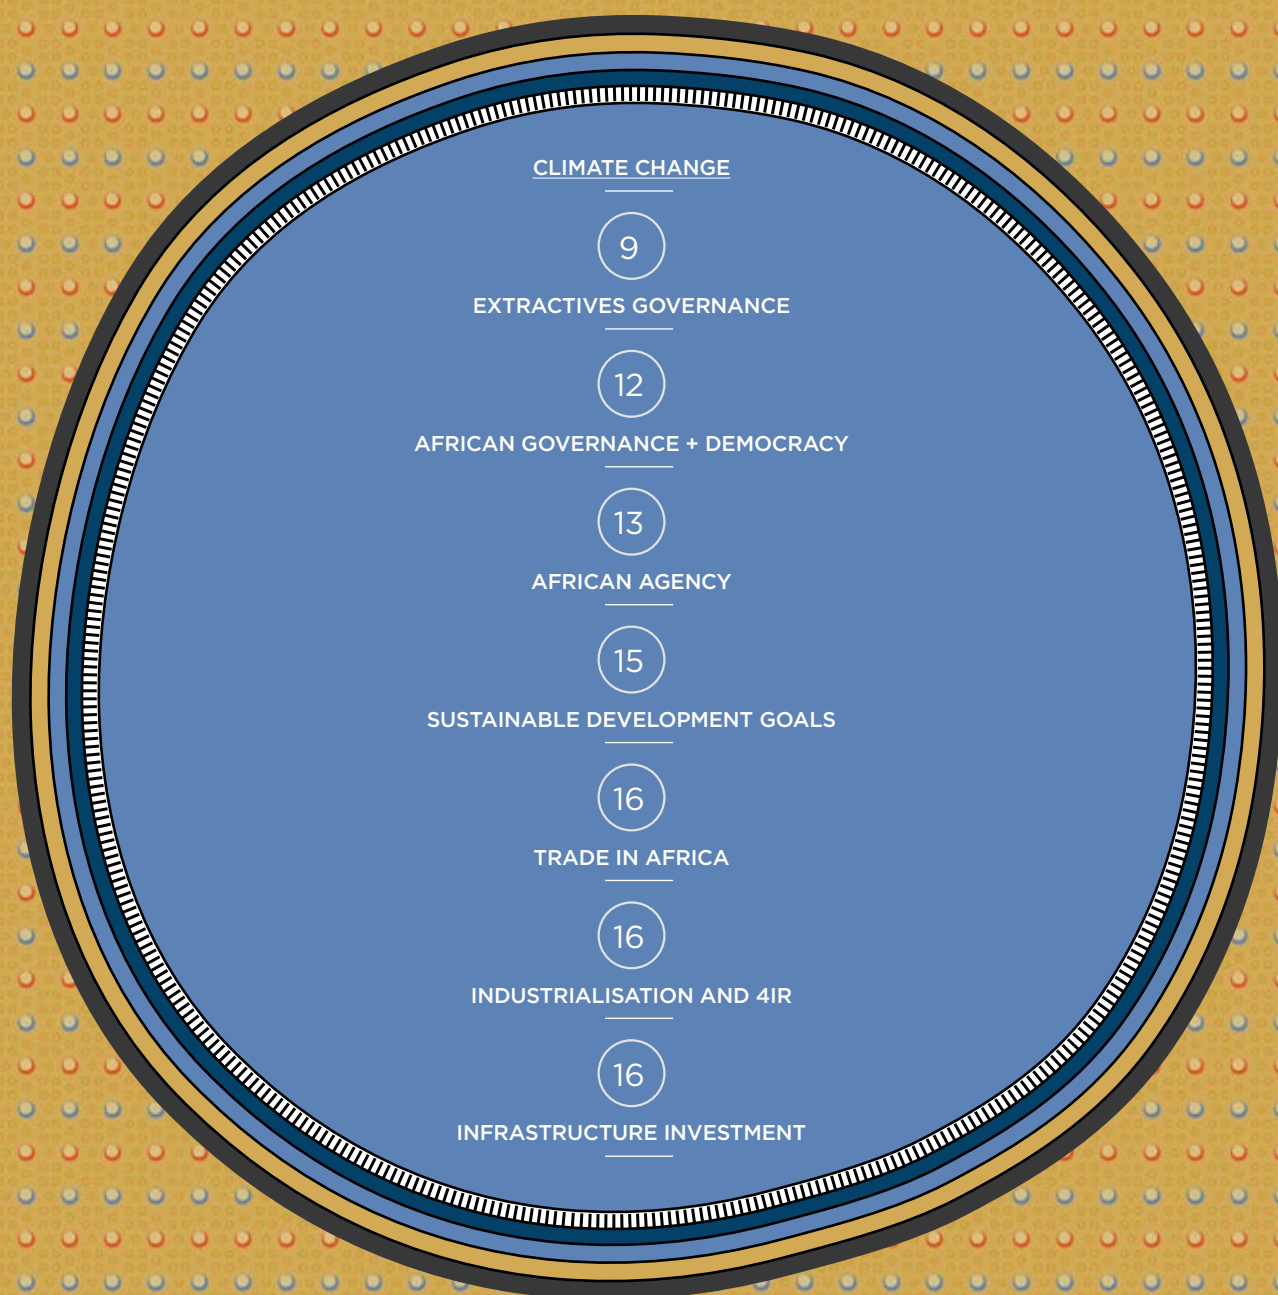 CLIMATE CHANGE
9
EXTRACTIVES GOVERNANCE
12
AFRICAN GOVERNANCE + DEMOCRACY
13
AFRICAN AGENCY
15
SUSTAINABLE DEVELOPMENT GOALS
16
TRADE IN AFRICA
16
INDUSTRIALISATION AND 4IR
16
INFRASTRUCTURE INVESTMENT